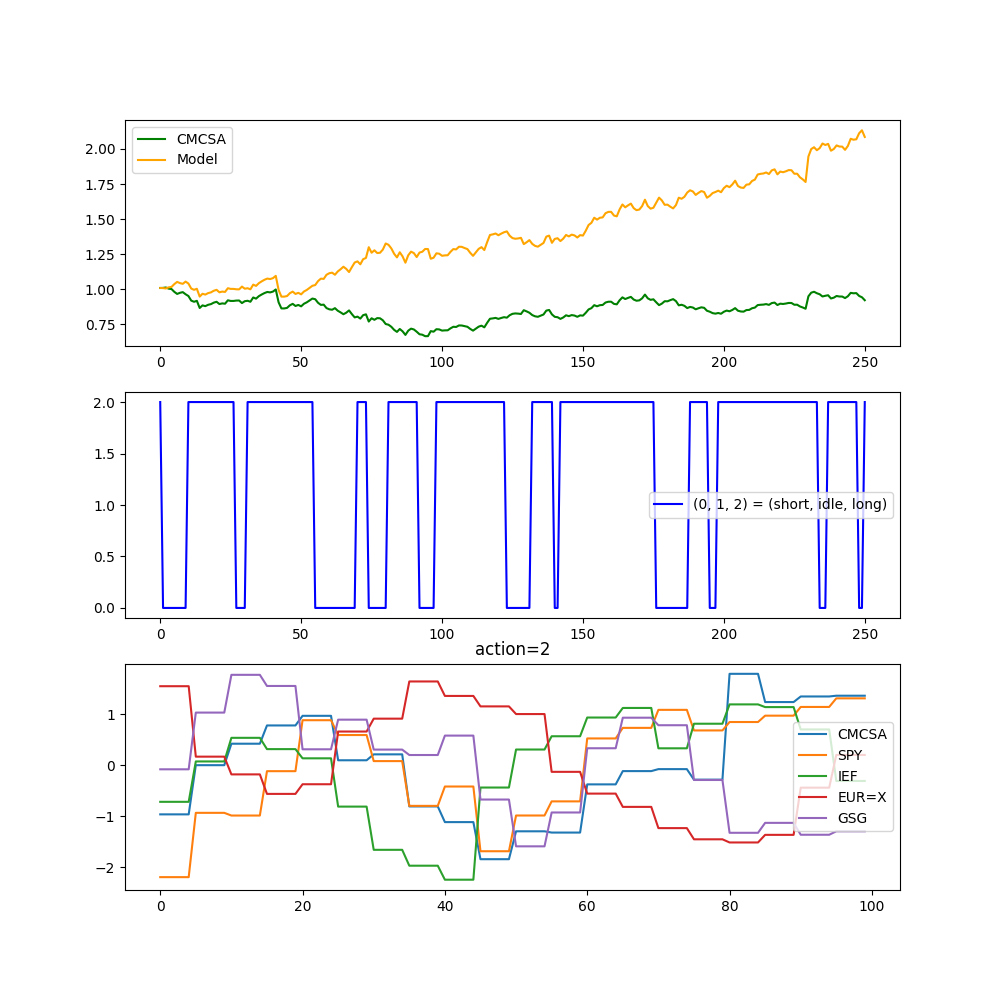 CMCSA
Model
2.00
1.75
1.50
1.25
1.00
0.75
0 50 100 150 200 250
2.0
1.5
1.0
0.5
0.0
(0, 1, 2) = (short, idle, long)
0 50 100 150 200 250
action=2
1
0
−1
−2
CMCSA
SPY
IEF
EUR=X
GSG
0 20 40 60 80 100